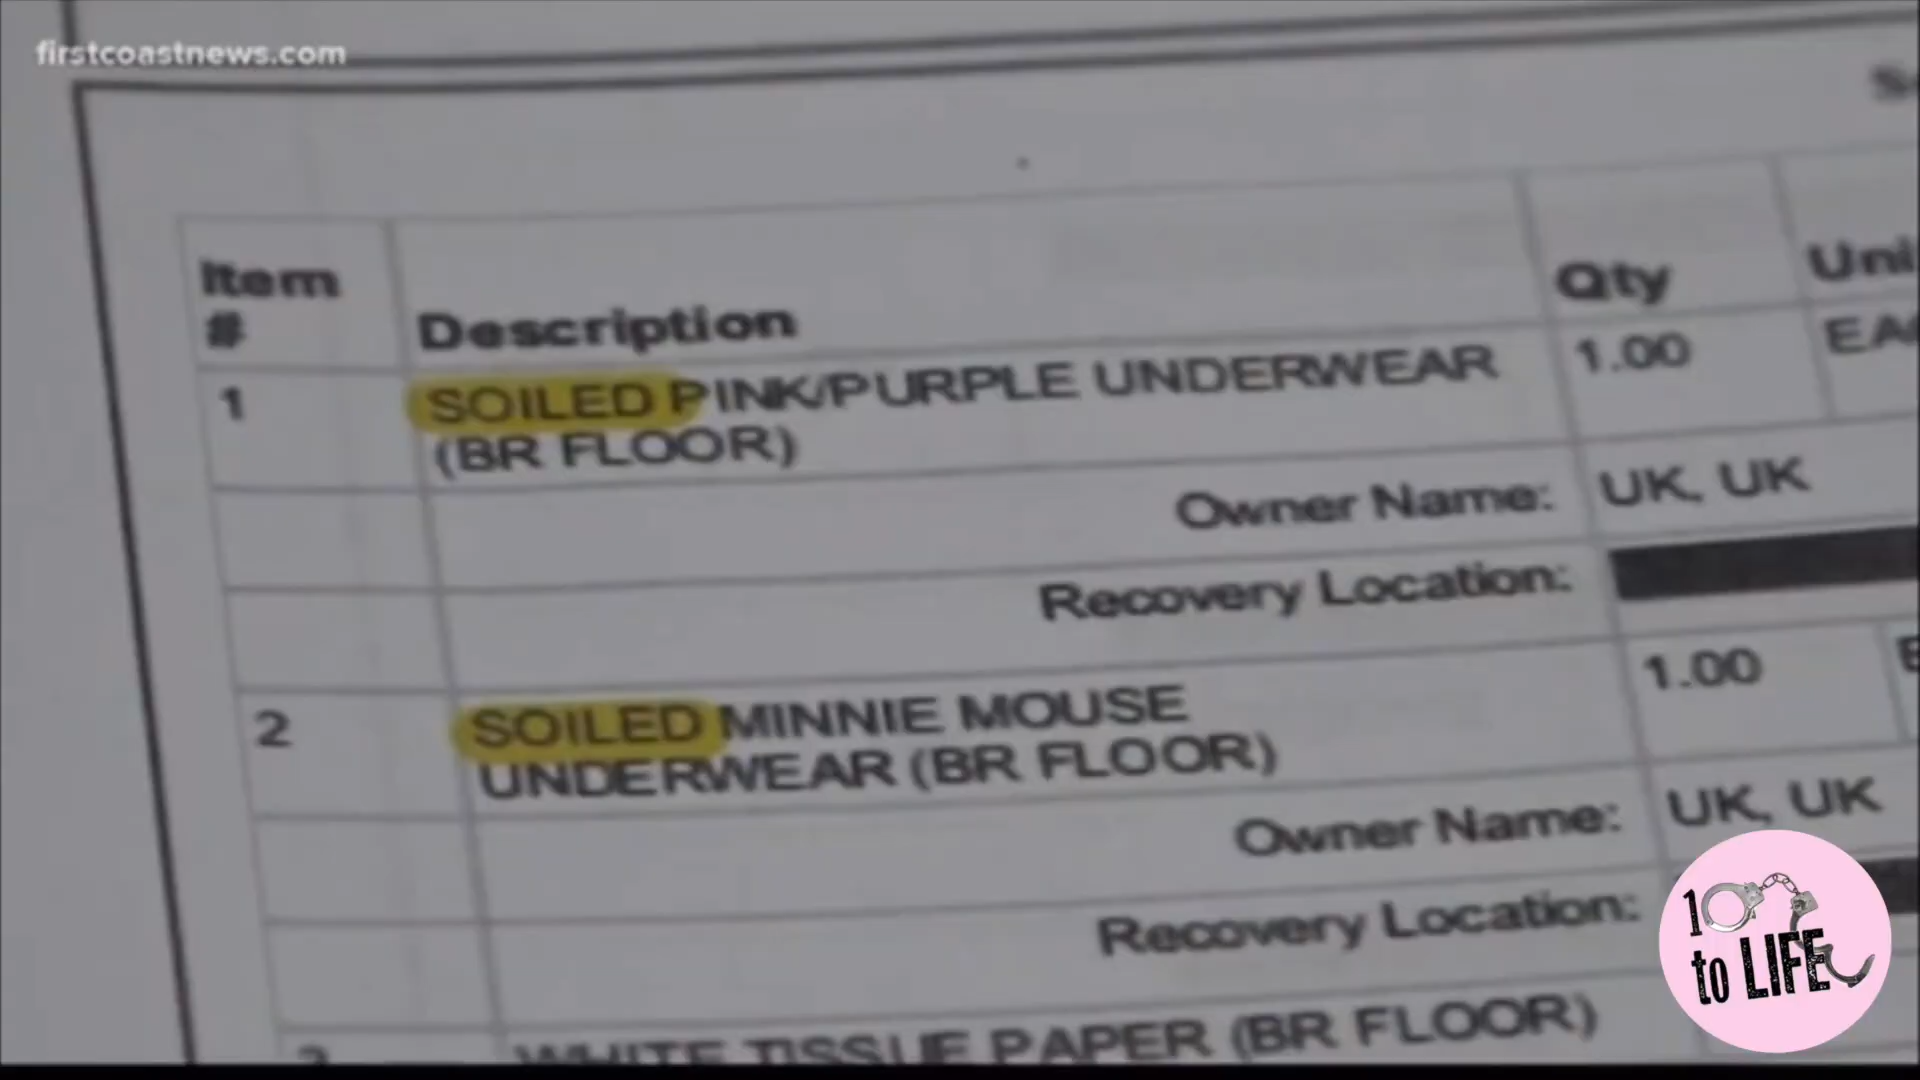 firstcoastnews.com
Item
#
Description
Qty
1
SOILED PINK/PURPLE UNDERWEAR
(BR FLOOR)
1.00
Owner Name:
UK, UK
Recovery Location:
2
SOILED MINNIE MOUSE
UNDERWEAR (BR FLOOR)
1.00
Owner Name:
UK, UK
Recovery Location:
WHITE TISSUE PAPER (BR FLOOR)
10 to LIFE